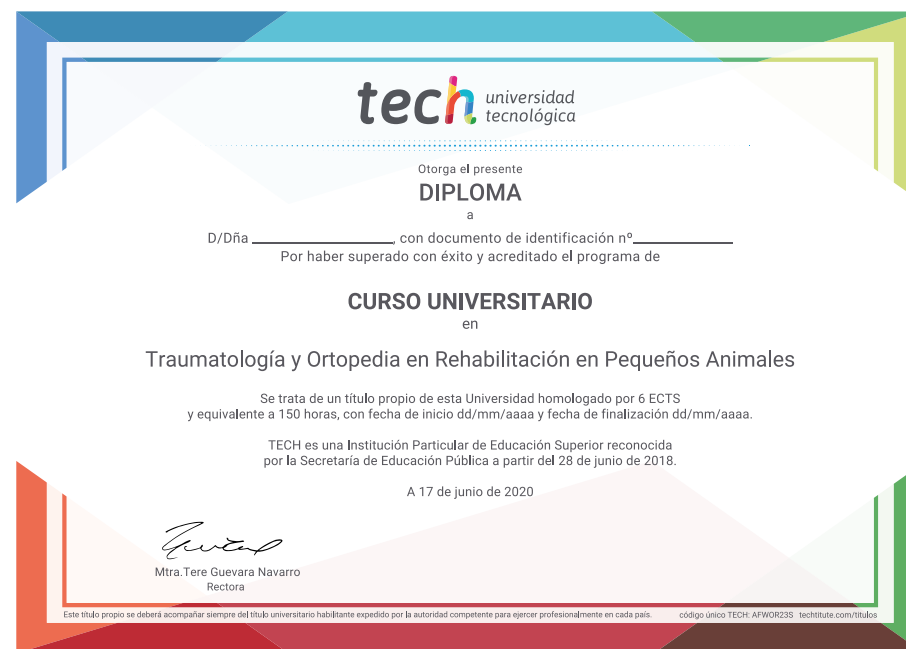 tech universidad
tecnológica
Otorga el presente
DIPLOMA
a
D/Dña ____________________, con documento de identificación nº______________
Por haber superado con éxito y acreditado el programa de
CURSO UNIVERSITARIO
en
Traumatología y Ortopedia en Rehabilitación en Pequeños Animales
Se trata de un título propio de esta Universidad homologado por 6 ECTS
y equivalente a 150 horas, con fecha de inicio dd/mm/aaaa y fecha de finalización dd/mm/aaaa.
TECH es una Institución Particular de Educación Superior reconocida
por la Secretaría de Educación Pública a partir del 28 de junio de 2018.
A 17 de junio de 2020
Mtra.Tere Guevara Navarro
Rectora
Este título propio se deberá acompañar siempre del título universitario habilitante expedido por la autoridad competente para ejercer profesionalmente en cada país. código único TECH: AFWOR23S techtitute.com/titulos